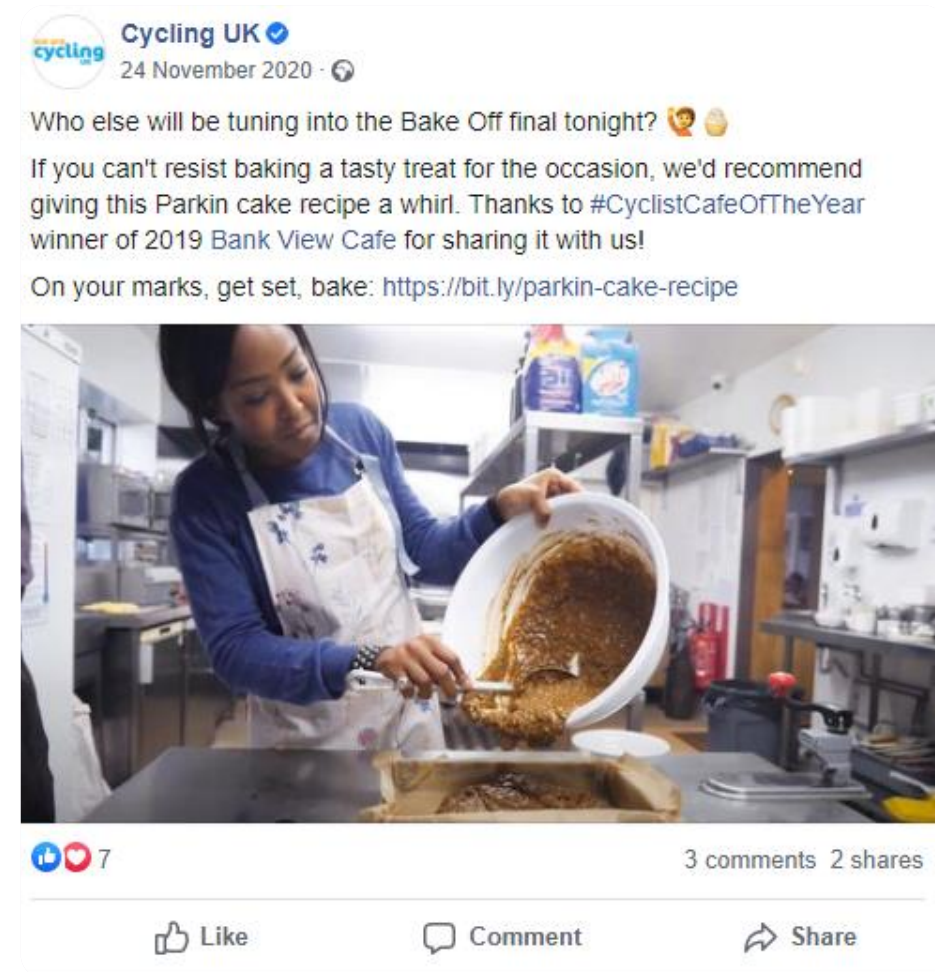 Cycling UK
cycling
UK
24 November 2020 ·
Who else will be tuning into the Bake Off final tonight? 🙋 🧁
If you can't resist baking a tasty treat for the occasion, we'd recommend
giving this Parkin cake recipe a whirl. Thanks to #CyclistCafeOfTheYear
winner of 2019 Bank View Cafe for sharing it with us!
On your marks, get set, bake: https://bit.ly/parkin-cake-recipe
7
3 comments 2 shares
Like Comment Share